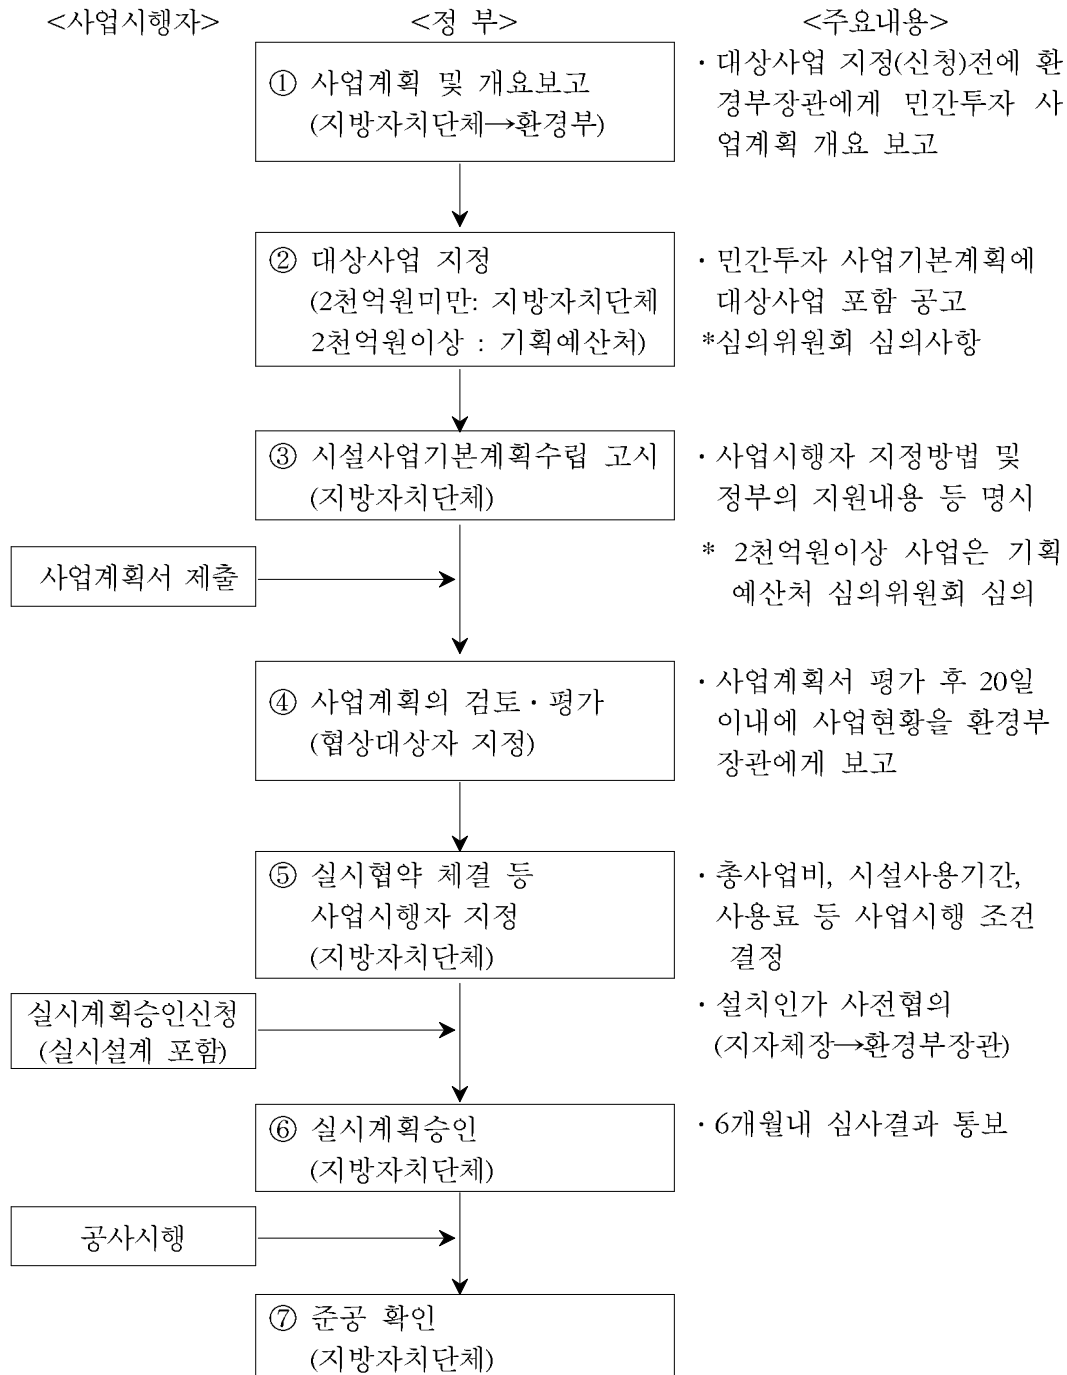 <사업시행자>
<정 부>
<주요내용>
① 사업계획 및 개요보고
(지방자치단체→환경부)
· 대상사업 지정(신청)전에 환
경부장관에게 민간투자 사
업계획 개요 보고
② 대상사업 지정
(2천억원미만: 지방자치단체
2천억원이상 : 기획예산처)
· 민간투자 사업기본계획에
대상사업 포함 공고
*심의위원회 심의사항
③ 시설사업기본계획수립 고시
(지방자치단체)
· 사업시행자 지정방법 및
정부의 지원내용 등 명시
* 2천억원이상 사업은 기획
예산처 심의위원회 심의
사업계획서 제출
④ 사업계획의 검토·평가
(협상대상자 지정)
· 사업계획서 평가 후 20일
이내에 사업현황을 환경부
장관에게 보고
⑤ 실시협약 체결 등
사업시행자 지정
(지방자치단체)
· 총사업비, 시설사용기간,
사용료 등 사업시행 조건
결정
실시계획승인신청
(실시설계 포함)
· 설치인가 사전협의
(지자체장→환경부장관)
⑥ 실시계획승인
(지방자치단체)
· 6개월내 심사결과 통보
공사시행
⑦ 준공 확인
(지방자치단체)